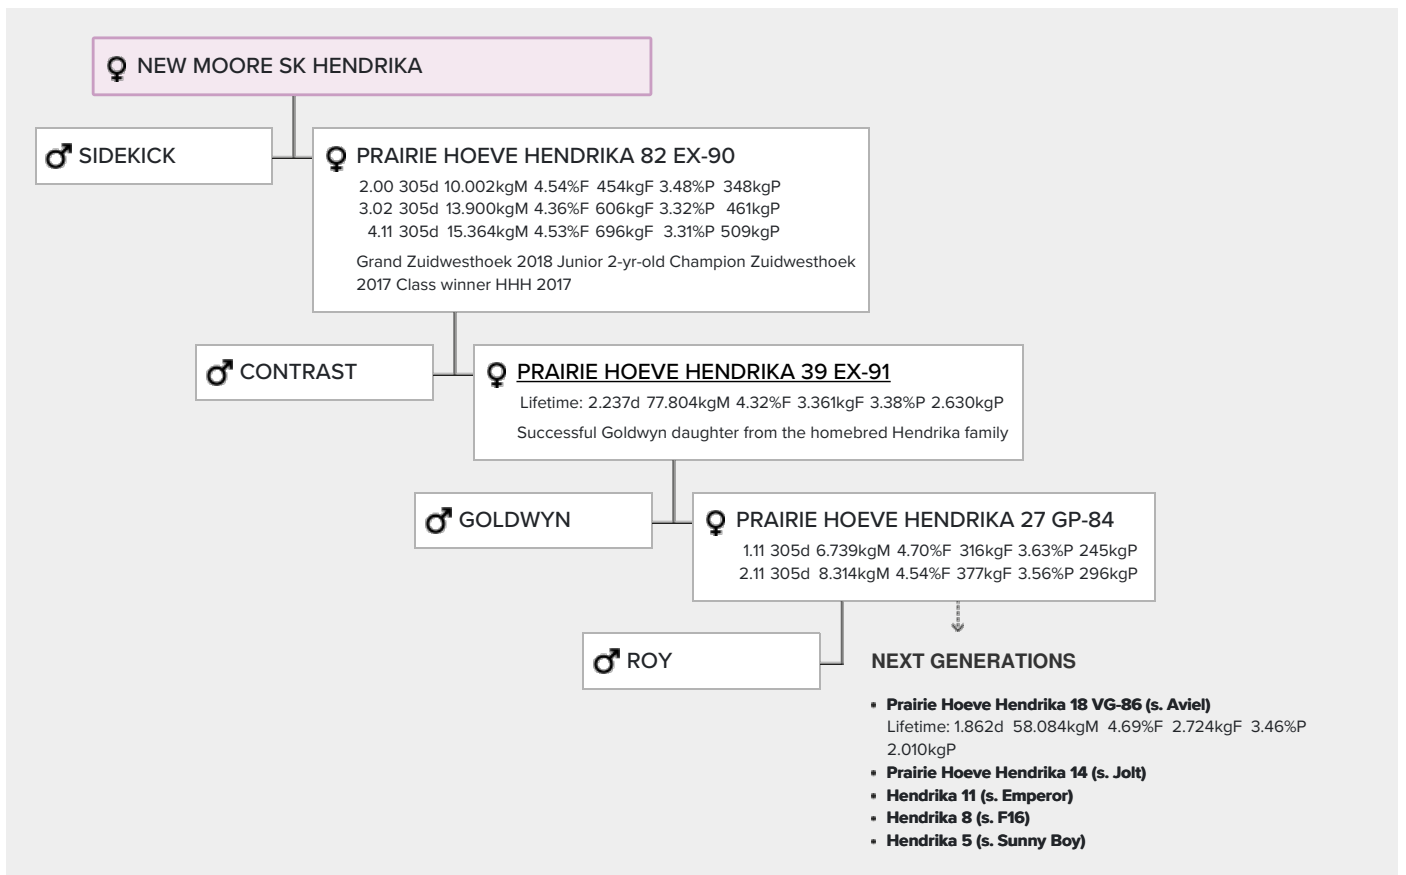 NEW MOORE SK HENDRIKA
SIDEKICK
PRAIRIE HOEVE HENDRIKA 82 EX-90
2.00 305d 10.002kgM 4.54%F 454kgF 3.48%P 348kgP
3.02 305d 13.900kgM 4.36%F 606kgF 3.32%P 461kgP
4.11 305d 15.364kgM 4.53%F 696kgF 3.31%P 509kgP
Grand Zuidwesthoek 2018 Junior 2-yr-old Champion Zuidwesthoek
2017 Class winner HHH 2017
CONTRAST
PRAIRIE HOEVE HENDRIKA 39 EX-91
Lifetime: 2.237d 77.804kgM 4.32%F 3.361kgF 3.38%P 2.630kgP
Successful Goldwyn daughter from the homebred Hendrika family
GOLDWYN
PRAIRIE HOEVE HENDRIKA 27 GP-84
1.11 305d 6.739kgM 4.70%F 316kgF 3.63%P 245kgP
2.11 305d 8.314kgM 4.54%F 377kgF 3.56%P 296kgP
ROY
NEXT GENERATIONS
• Prairie Hoeve Hendrika 18 VG-86 (s. Aviel)
Lifetime: 1.862d 58.084kgM 4.69%F 2.724kgF 3.46%P
2.010kgP
• Prairie Hoeve Hendrika 14 (s. Jolt)
• Hendrika 11 (s. Emperor)
• Hendrika 8 (s. F16)
• Hendrika 5 (s. Sunny Boy)